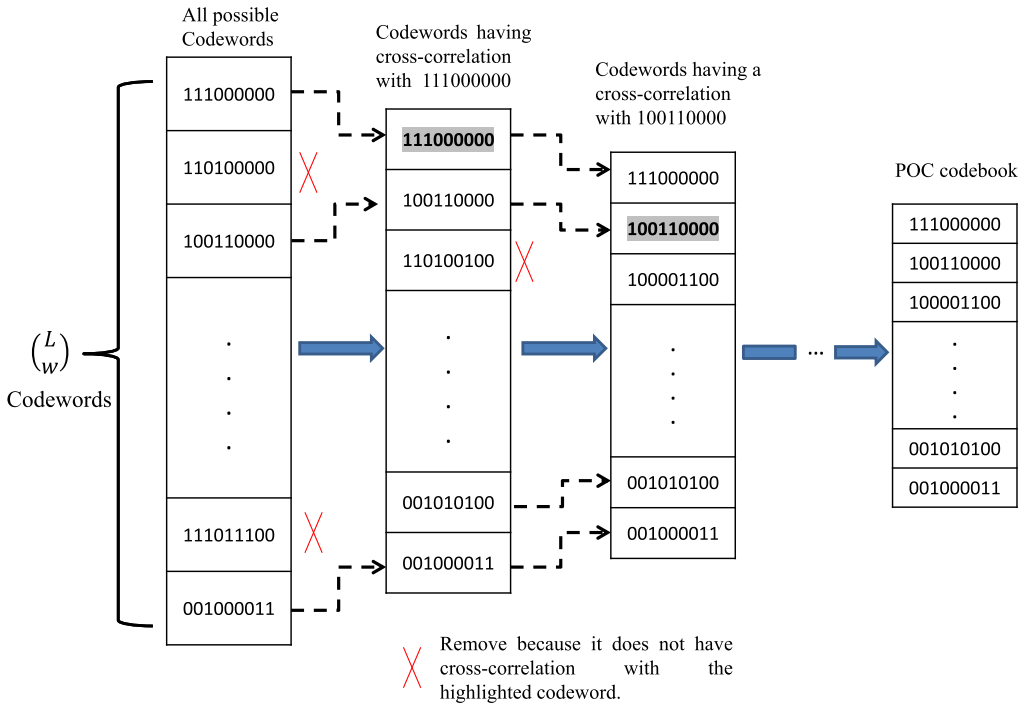 All possible
Codewords
111000000
110100000
100110000
.
.
.
.
111011100
001000011
(L
w)
Codewords
Codewords having
cross-correlation
with 111000000
111000000
100110000
110100100
.
.
.
.
001010100
001000011
Codewords having a
cross-correlation
with 100110000
111000000
100110000
100001100
.
.
.
.
001010100
001000011
...
POC codebook
111000000
100110000
100001100
.
.
.
.
001010100
001000011
Remove because it does not have
cross-correlation with the
highlighted codeword.